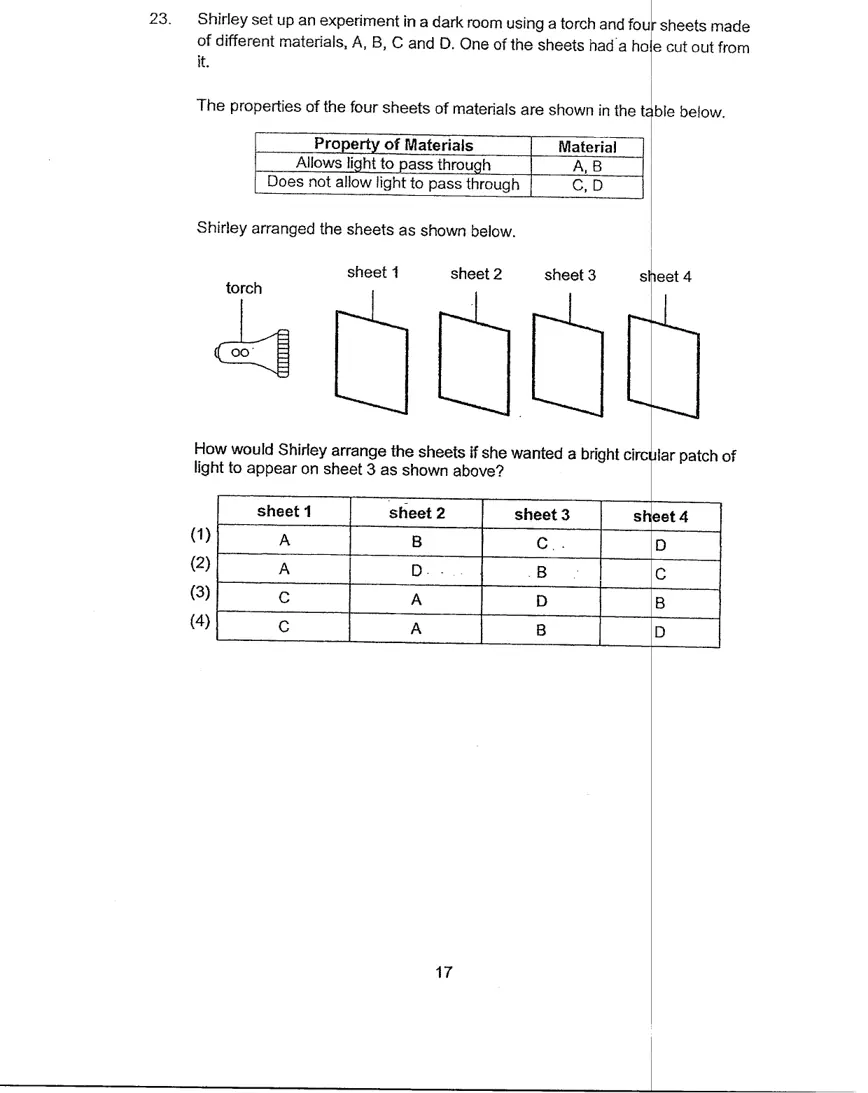 23. Shirley set up an experiment in a dark room using a torch and four sheets made
of different materials, A, B, C and D. One of the sheets had a hole cut out from
it.
The properties of the four sheets of materials are shown in the table below.
Property of Materials Material
Allows light to pass through A, B
Does not allow light to pass through C, D
Shirley arranged the sheets as shown below.
torch sheet 1 sheet 2 sheet 3 sheet 4
How would Shirley arrange the sheets if she wanted a bright circular patch of
light to appear on sheet 3 as shown above?
sheet 1 sheet 2 sheet 3 sheet 4
(1) A B C D
(2) A D B C
(3) C A D B
(4) C A B D
17